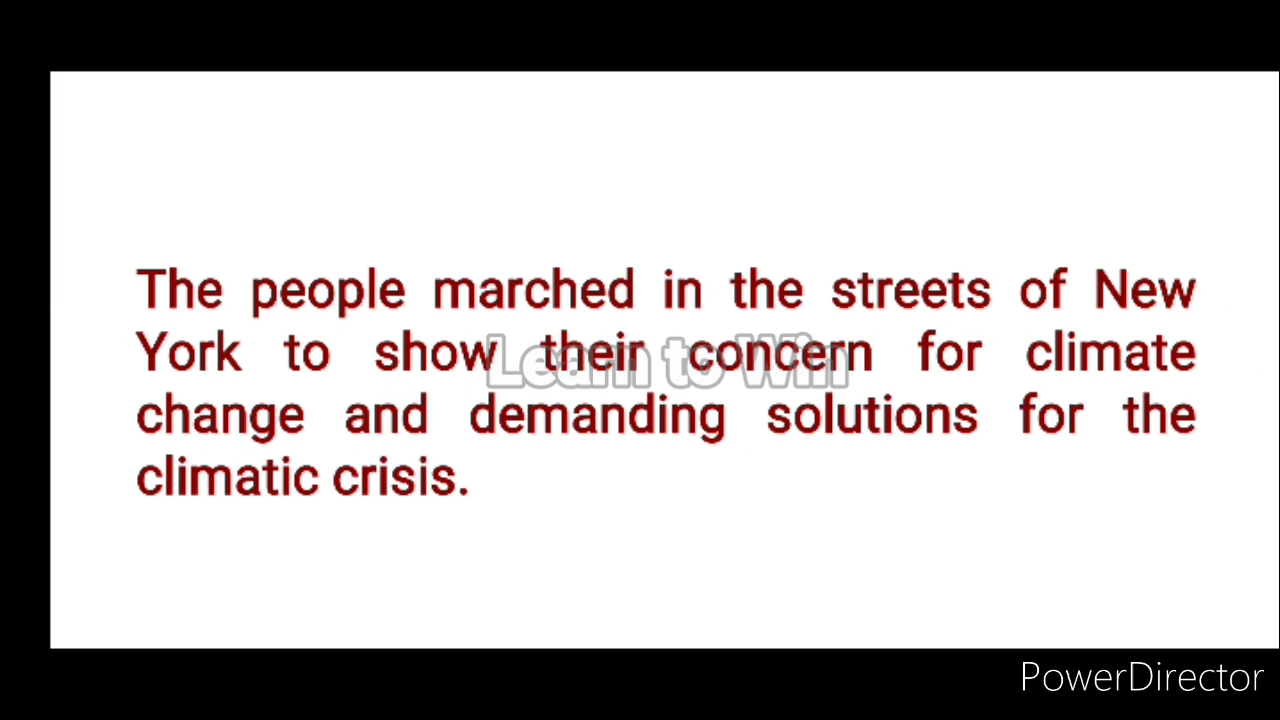 The people marched in the streets of New
York to show their concern for climate
change and demanding solutions for the
climatic crisis.
Learn to Win
PowerDirector